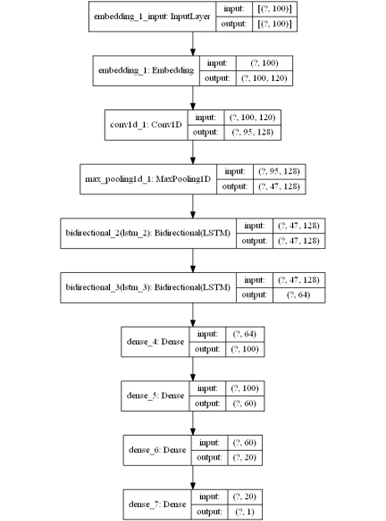 embedding_1_input: InputLayer input: [(?, 100)]
output: [(?, 100)]
embedding_1: Embedding input: (?, 100)
output: (?, 100, 120)
conv1d_1: Conv1D input: (?, 100, 120)
output: (?, 95, 128)
max_pooling1d_1: MaxPooling1D input: (?, 95, 128)
output: (?, 47, 128)
bidirectional_2(lstm_2): Bidirectional(LSTM) input: (?, 47, 128)
output: (?, 47, 128)
bidirectional_3(lstm_3): Bidirectional(LSTM) input: (?, 47, 128)
output: (?, 64)
dense_4: Dense input: (?, 64)
output: (?, 100)
dense_5: Dense input: (?, 100)
output: (?, 60)
dense_6: Dense input: (?, 60)
output: (?, 20)
dense_7: Dense input: (?, 20)
output: (?, 1)